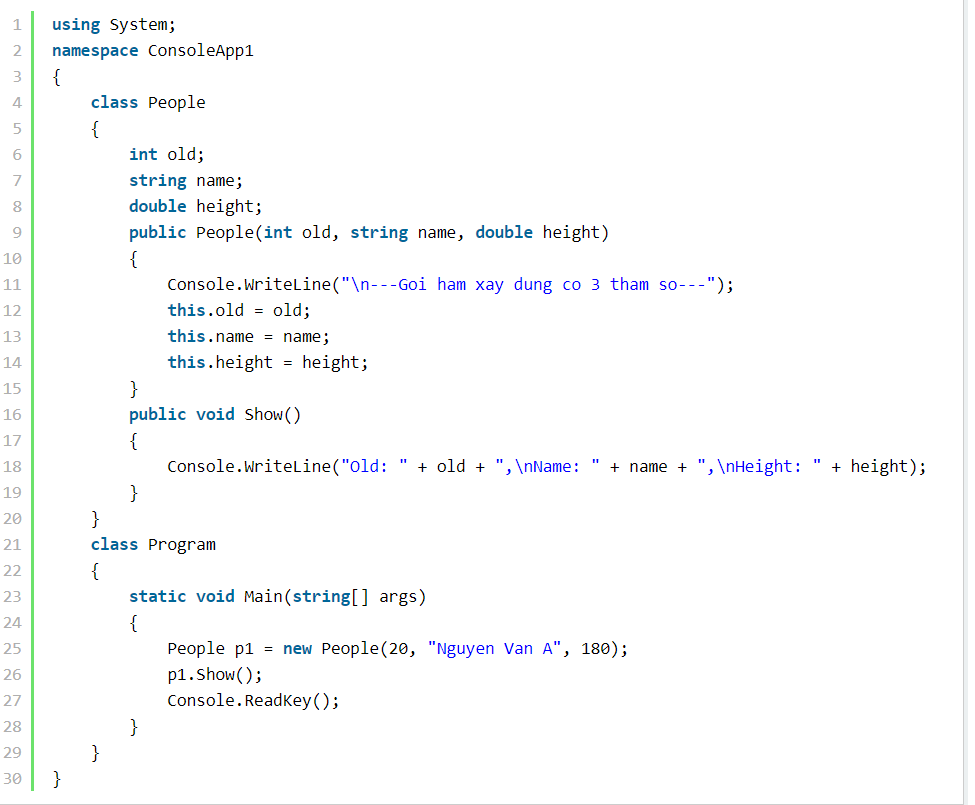 1 using System;
2 namespace ConsoleApp1
3 {
4     class People
5     {
6         int old;
7         string name;
8         double height;
9         public People(int old, string name, double height)
10         {
11             Console.WriteLine("\n---Goi ham xay dung co 3 tham so---");
12             this.old = old;
13             this.name = name;
14             this.height = height;
15         }
16         public void Show()
17         {
18             Console.WriteLine("Old: " + old + ",\nName: " + name + ",\nHeight: " + height);
19         }
20     }
21     class Program
22     {
23         static void Main(string[] args)
24         {
25             People p1 = new People(20, "Nguyen Van A", 180);
26             p1.Show();
27             Console.ReadKey();
28         }
29     }
30 }